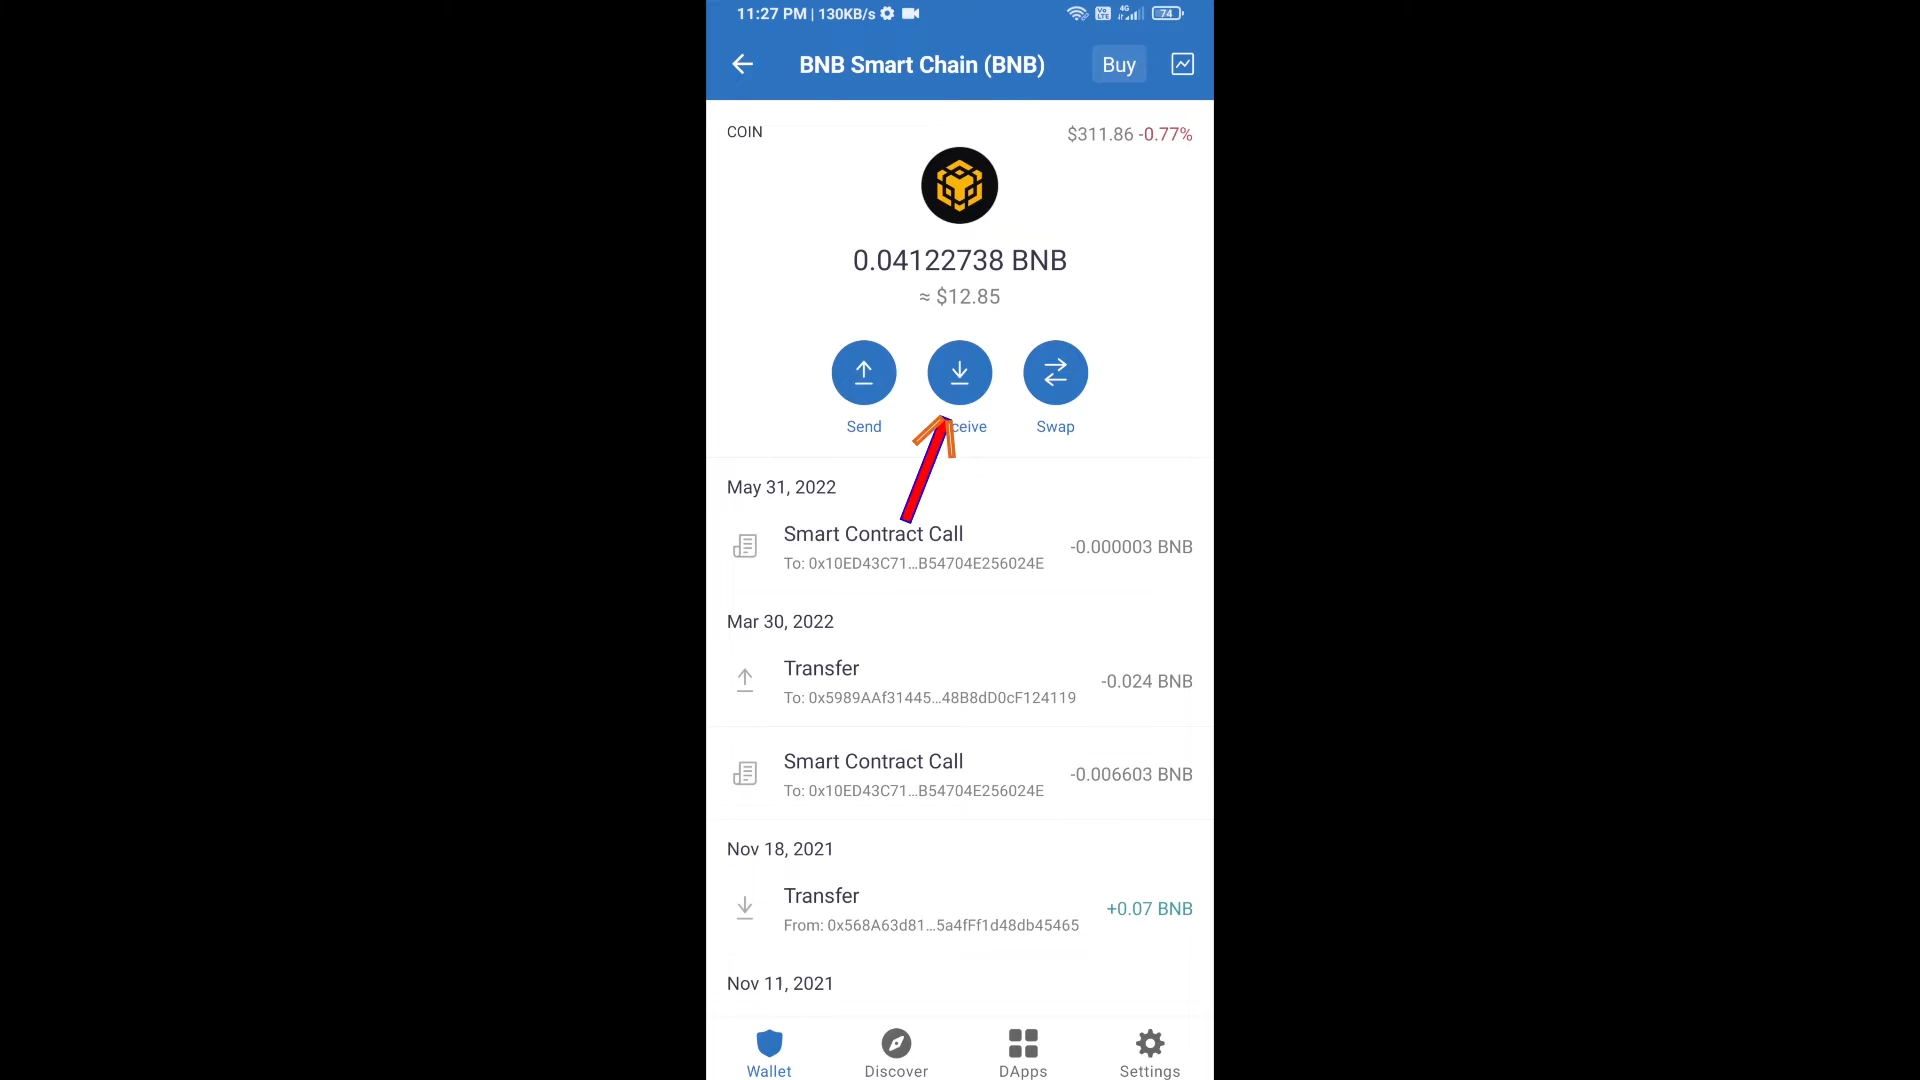 11:27 PM | 130KB/s
74
BNB Smart Chain (BNB)
Buy
COIN
$311.86 -0.77%
0.04122738 BNB
≈ $12.85
Send
ceive
Swap
May 31, 2022
Smart Contract Call
-0.000003 BNB
To: 0x10ED43C71...B54704E256024E
Mar 30, 2022
Transfer
-0.024 BNB
To: 0x5989AAf31445...48B8dD0cF124119
Smart Contract Call
-0.006603 BNB
To: 0x10ED43C71...B54704E256024E
Nov 18, 2021
Transfer
+0.07 BNB
From: 0x568A63d81...5a4fFf1d48db45465
Nov 11, 2021
Wallet
Discover
DApps
Settings